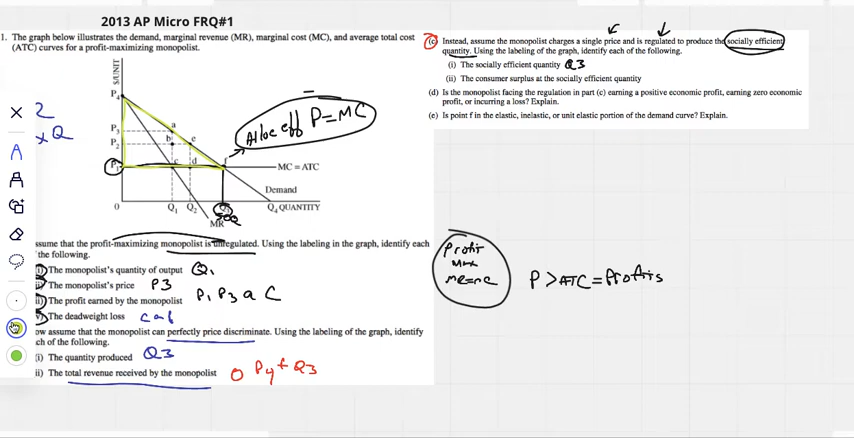 2013 AP Micro FRQ#1
1. The graph below illustrates the demand, marginal revenue (MR), marginal cost (MC), and average total cost
(ATC) curves for a profit-maximizing monopolist.
$/UNIT
P4
P3
P2
P1
a
b
e
c
d
f
MC = ATC
Demand
0
Q1
Q2
Q4 QUANTITY
MR
SOQ
Alloc eff P=MC
2
x Q
ssume that the profit-maximizing monopolist is unregulated. Using the labeling in the graph, identify each
the following.
The monopolist's quantity of output Q1
The monopolist's price P3
The profit earned by the monopolist P1 P3 a C
The deadweight loss c a f
ow assume that the monopolist can perfectly price discriminate. Using the labeling of the graph, identify
ch of the following.
(i) The quantity produced Q3
ii) The total revenue received by the monopolist 0 P4 f Q3
(c) Instead, assume the monopolist charges a single price and is regulated to produce the socially efficient
quantity. Using the labeling of the graph, identify each of the following.
(i) The socially efficient quantity Q3
(ii) The consumer surplus at the socially efficient quantity
(d) Is the monopolist facing the regulation in part (c) earning a positive economic profit, earning zero economic
profit, or incurring a loss? Explain.
(e) Is point f in the elastic, inelastic, or unit elastic portion of the demand curve? Explain.
Profit
Max
MR=MC
P > ATC = Profits